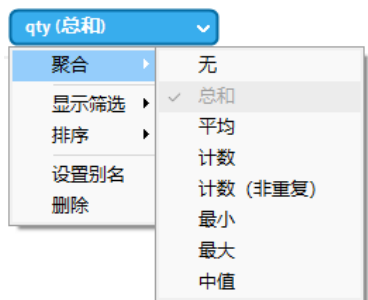 qty (总和)
聚合
显示筛选
排序
设置别名
删除
无
总和
平均
计数
计数（非重复）
最小
最大
中值